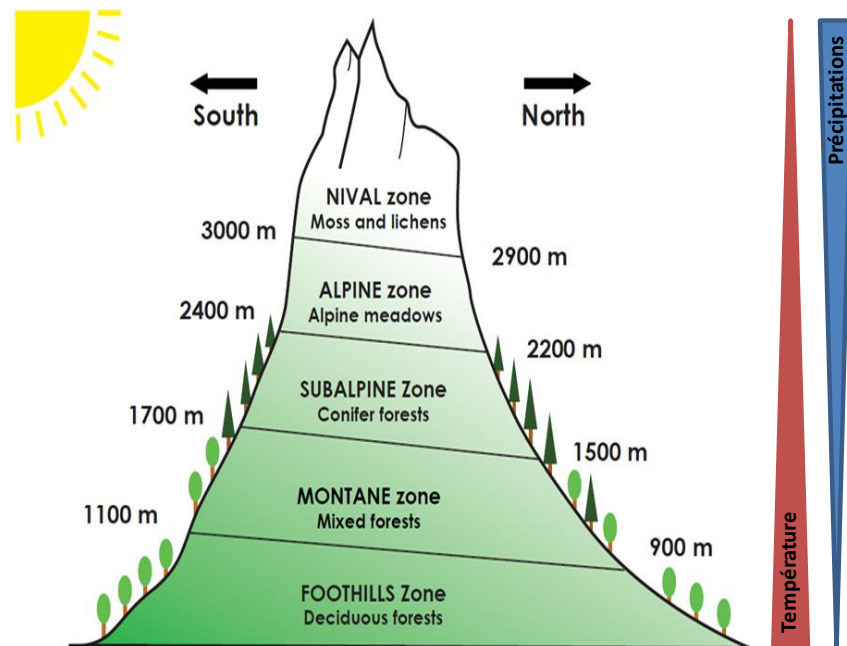 South
North
NIVAL zone
Moss and lichens
3000 m
2900 m
ALPINE zone
Alpine meadows
2400 m
2200 m
SUBALPINE Zone
Conifer forests
1700 m
1500 m
MONTANE zone
Mixed forests
1100 m
900 m
FOOTHILLS Zone
Deciduous forests
Température
Précipitations